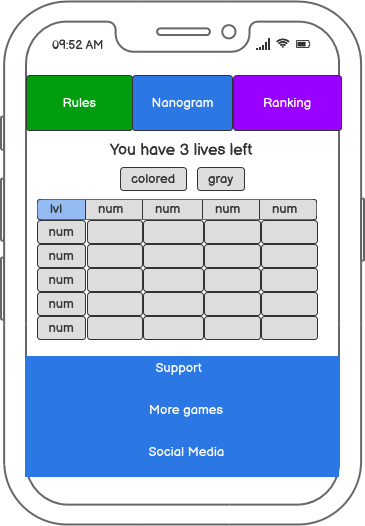 09:52 AM
Rules Nanogram Ranking
You have 3 lives left
colored gray
lvl num num num num
num
num
num
num
num
Support
More games
Social Media